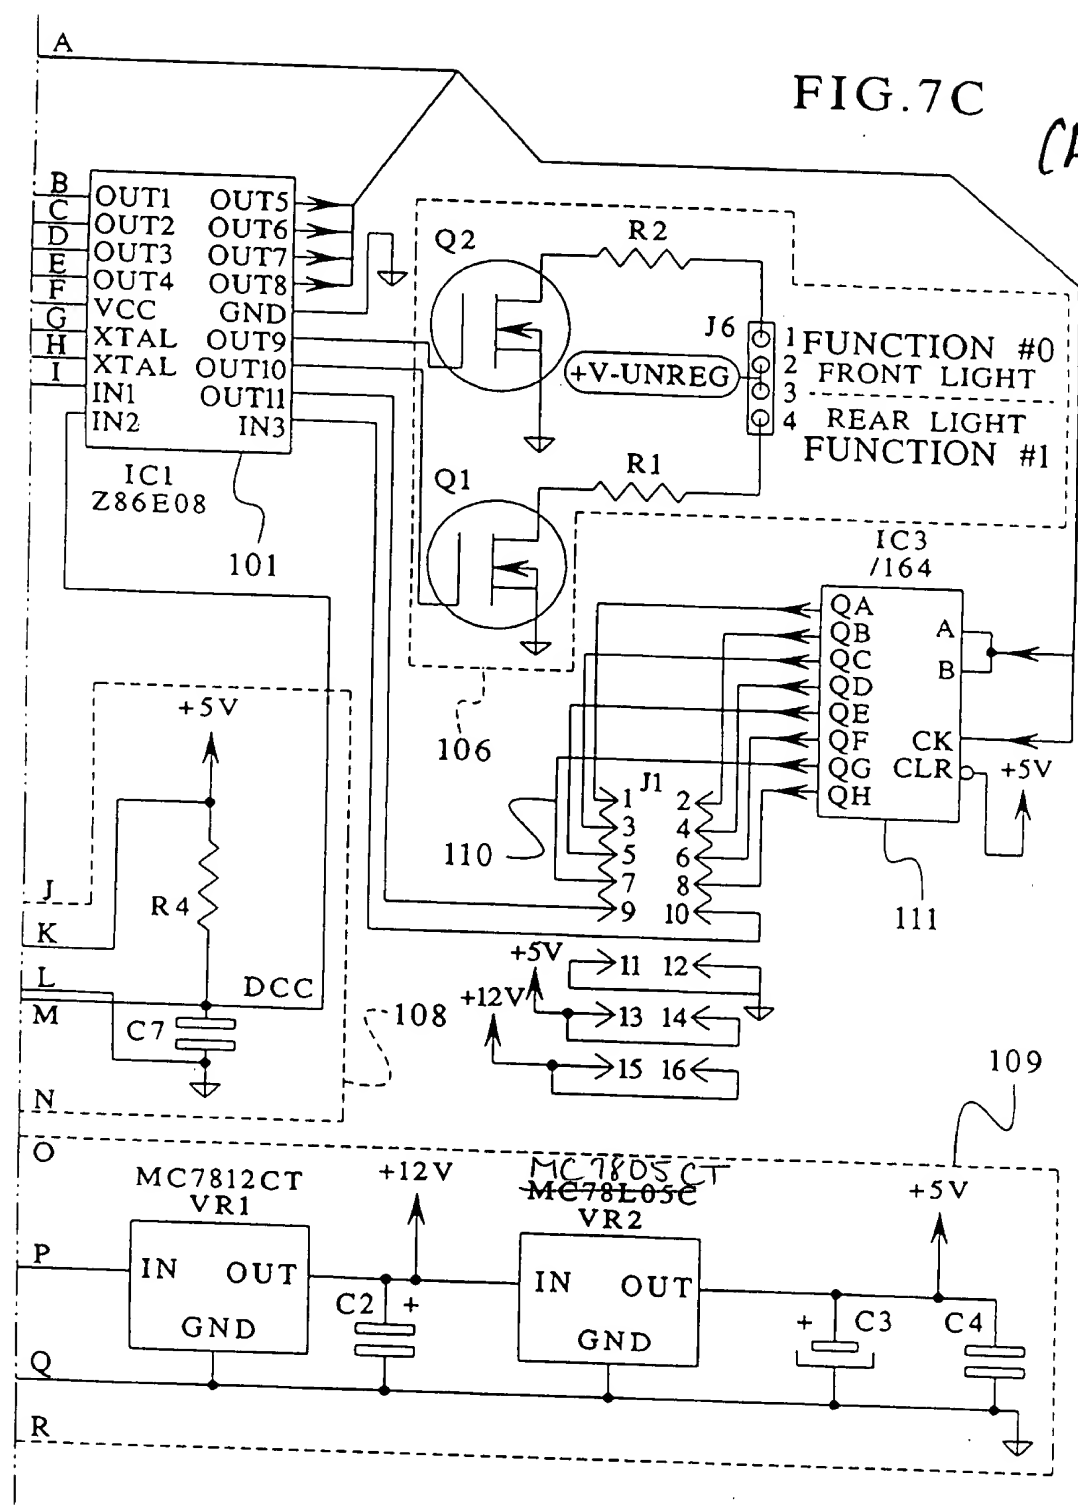 A
FIG.7C
B
C
D
E
F
G
H
I
OUT1 OUT5
OUT2 OUT6
OUT3 OUT7
OUT4 OUT8
VCC GND
XTAL OUT9
XTAL OUT10
IN1 OUT11
IN2 IN3
IC1
Z86E08
101
Q2
R2
J6
+V-UNREG
1
2
3
4
FUNCTION #0
FRONT LIGHT
REAR LIGHT
FUNCTION #1
Q1
R1
106
IC3
/164
QA
QB
QC
QD
QE
QF
QG
QH
A
B
CK
CLR
+5V
111
J1
110
1 2
3 4
5 6
7 8
9 10
11 12
13 14
15 16
+5V
+12V
+5V
J
K
L
M
N
R4
DCC
C7
108
109
O
P
Q
R
MC7812CT
VR1
IN OUT
GND
+12V
C2 +
MC7805CT
MC78L05C
VR2
IN OUT
GND
+5V
+ C3
C4